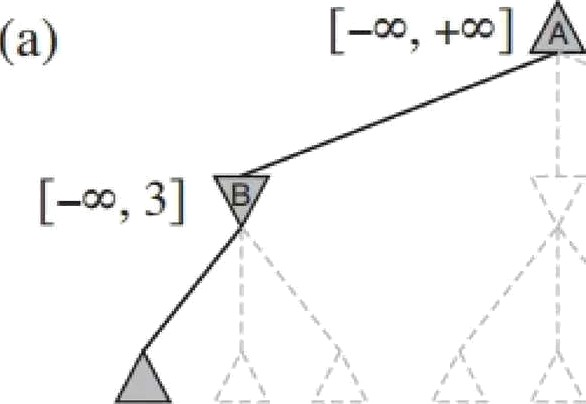 (a)
[−∞, +∞] A
[−∞, 3] B